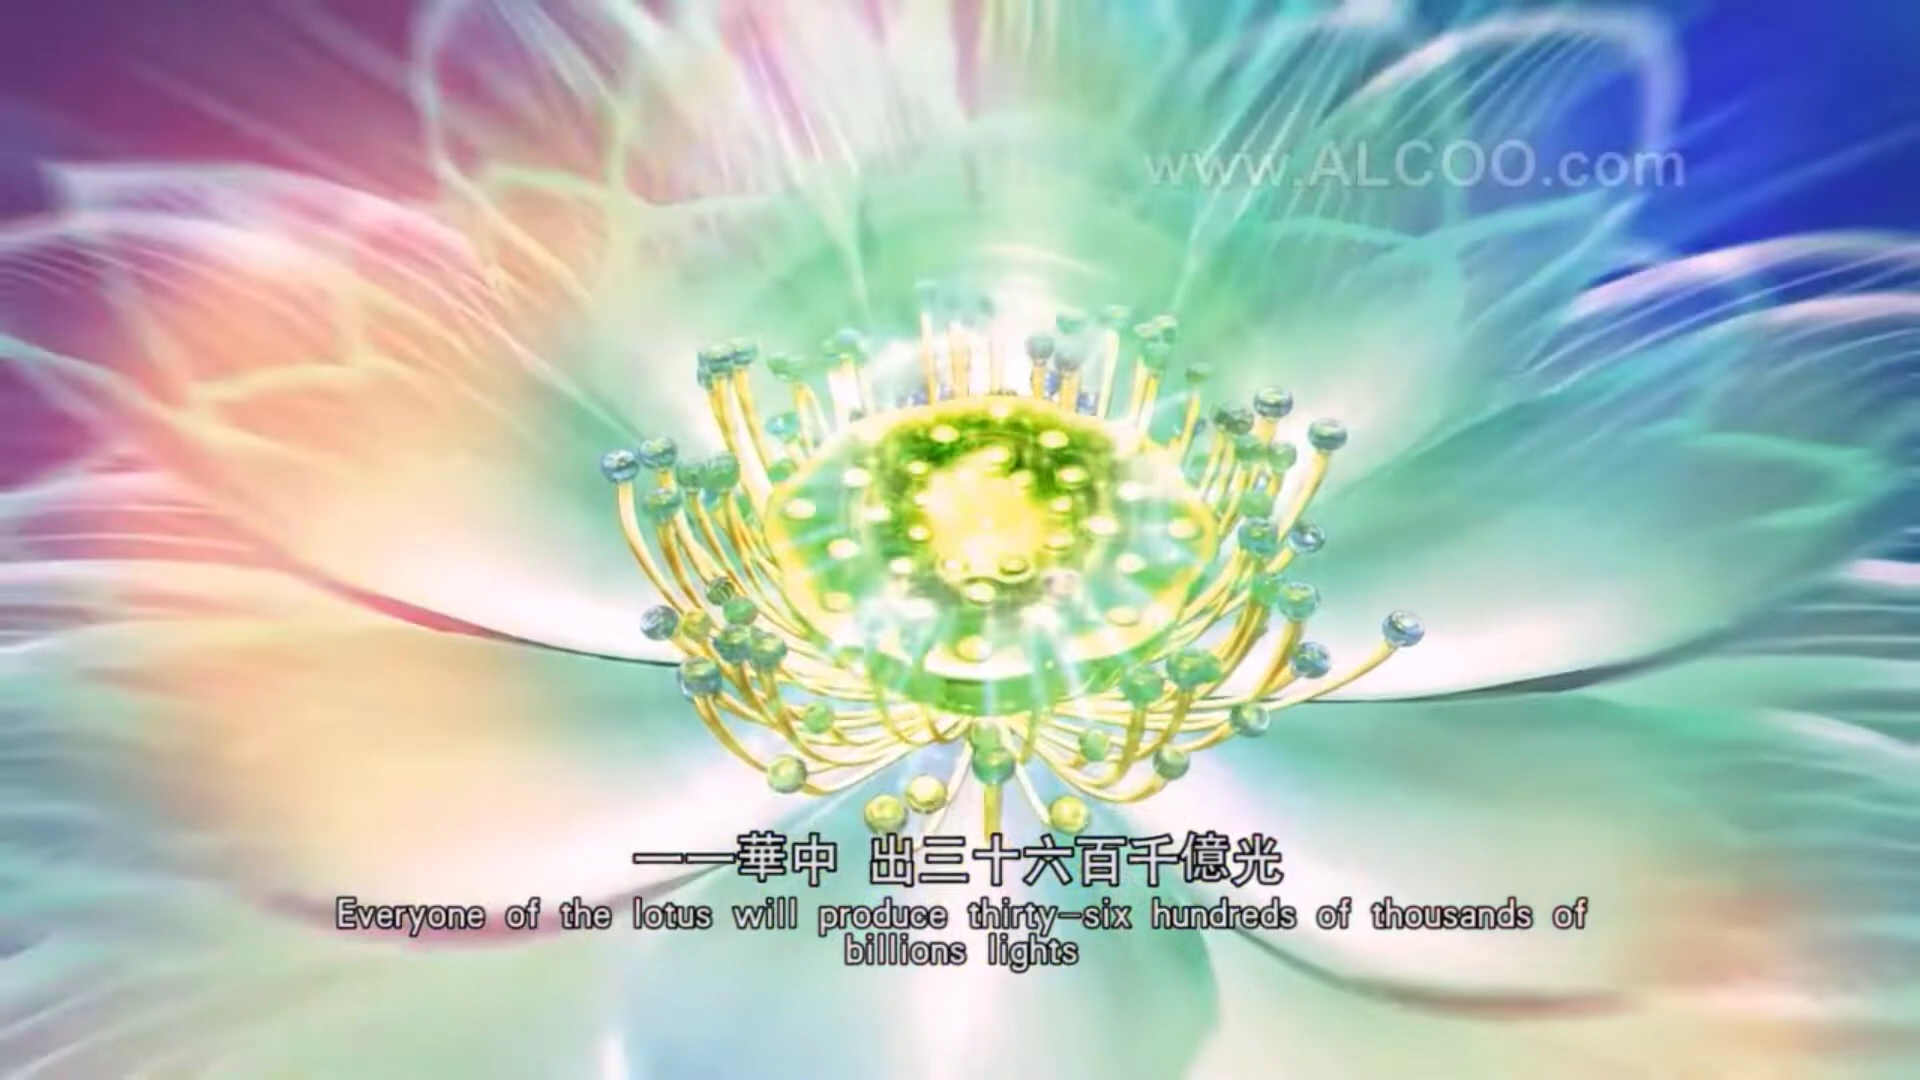 www.ALCOO.com
一一華中 出三十六百千億光
Everyone of the lotus will produce thirty-six hundreds of thousands of
billions lights